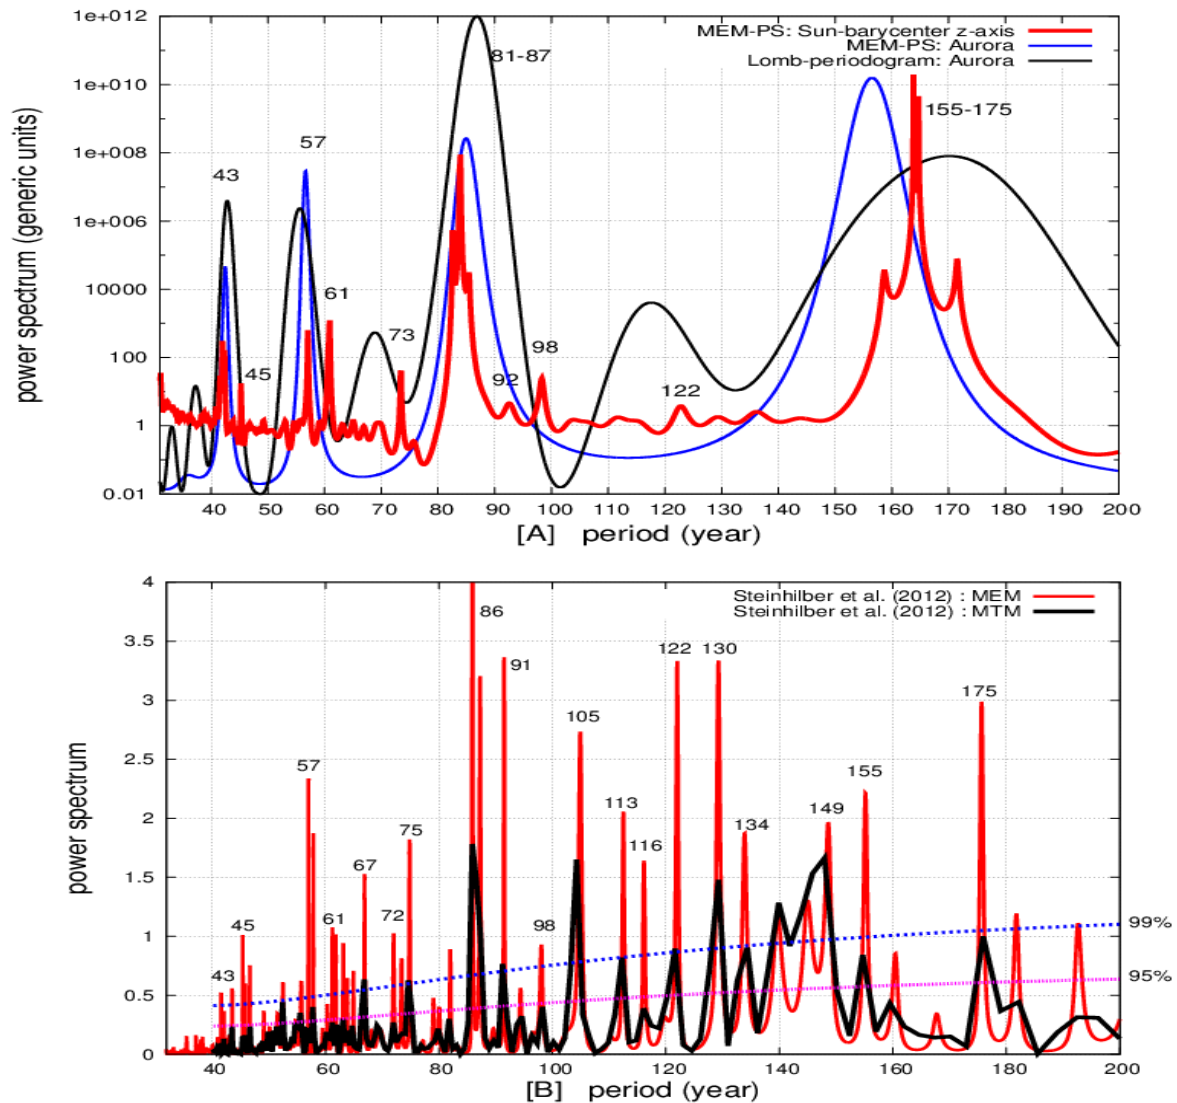 1e+012
1e+010
1e+008
1e+006
10000
100
1
0.01
power spectrum (generic units)
MEM-PS: Sun-barycenter z-axis
MEM-PS: Aurora
Lomb-periodogram: Aurora
81-87
155-175
57
43
61
73
98
45
92
122
40 50 60 70 80 90 100 110 120 130 140 150 160 170 180 190 200
[A] period (year)
4
3.5
3
2.5
2
1.5
1
0.5
0
power spectrum
Steinhilber et al. (2012) : MEM
Steinhilber et al. (2012) : MTM
86
122 130
91
175
105
57
155
113
149
75
134
116
67
45
61
72
98
99%
43
95%
40 60 80 100 120 140 160 180 200
[B] period (year)